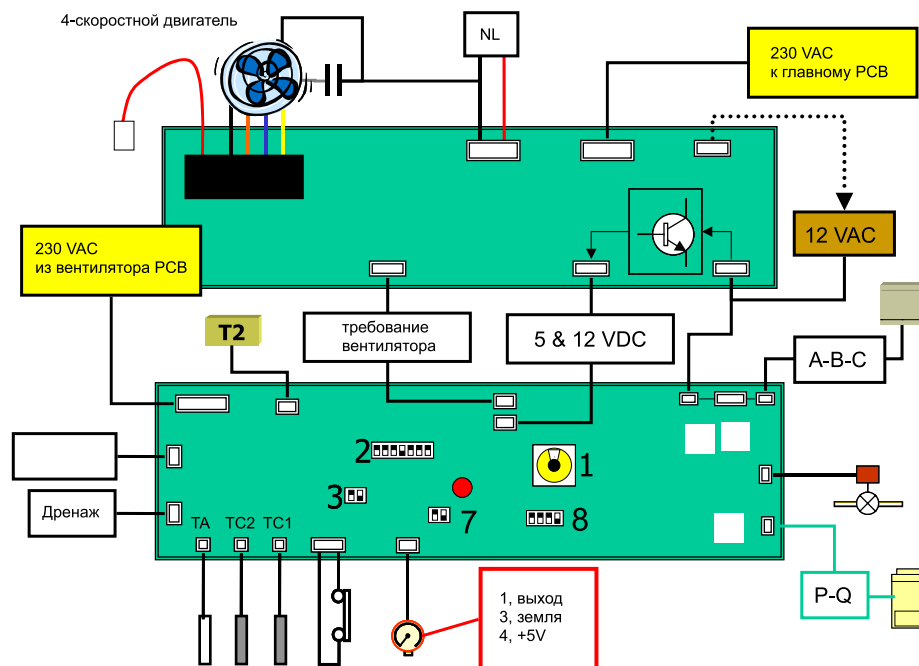 4-скоростной двигатель
NL
230 VAC
к главному PCB
12 VAC
230 VAC
из вентилятора PCB
T2
требование
вентилятора
5 & 12 VDC
A-B-C
2
1
3
7
8
Дренаж
TA
TC2
TC1
1, выход
3, земля
4, +5V
P-Q